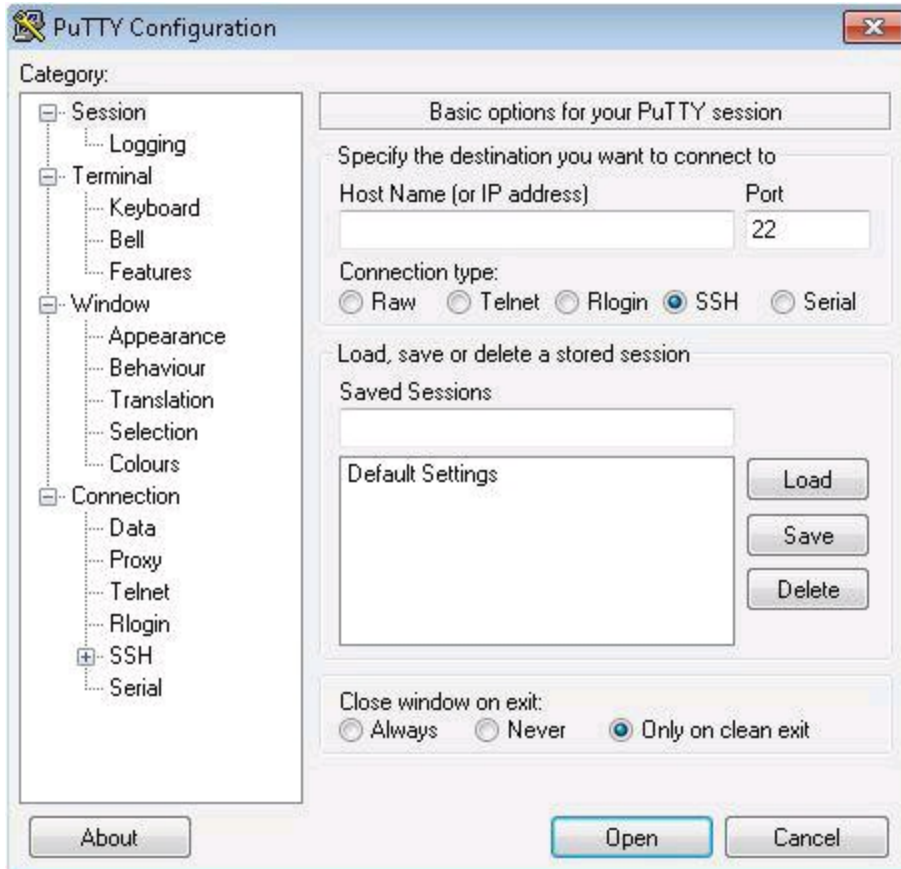 PuTTY Configuration
Category:
Session
Logging
Terminal
Keyboard
Bell
Features
Window
Appearance
Behaviour
Translation
Selection
Colours
Connection
Data
Proxy
Telnet
Rlogin
SSH
Serial
Basic options for your PuTTY session
Specify the destination you want to connect to
Host Name (or IP address) Port
22
Connection type:
Raw Telnet Rlogin SSH Serial
Load, save or delete a stored session
Saved Sessions
Default Settings
Load
Save
Delete
Close window on exit:
Always Never Only on clean exit
About Open Cancel